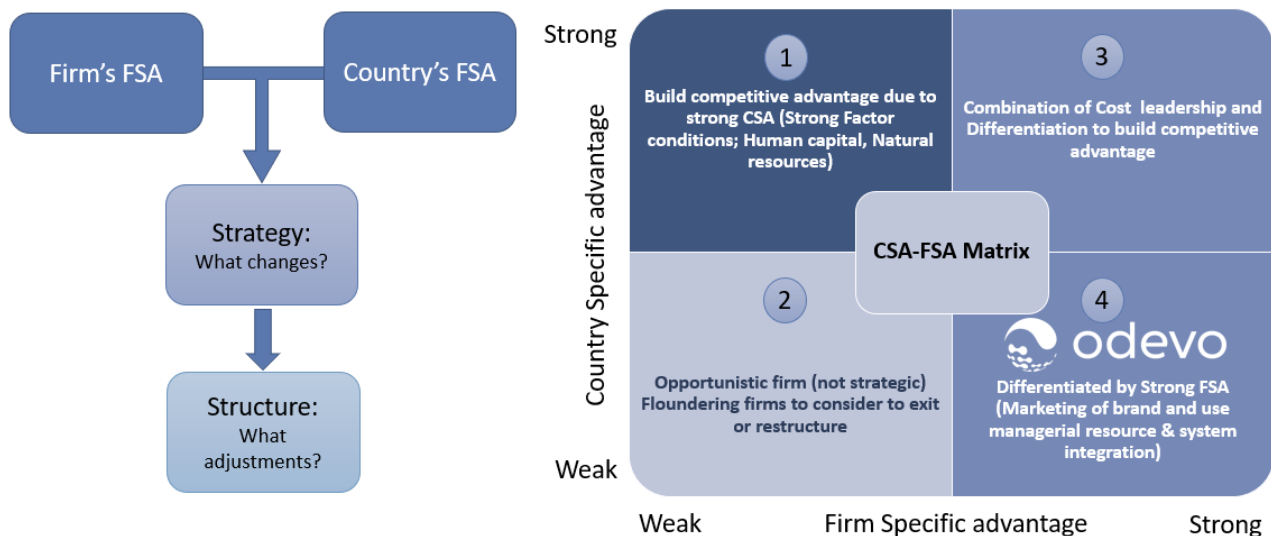 Firm's FSA
Country's FSA
Strategy:
What changes?
Structure:
What
adjustments?
Strong
Country Specific advantage
Weak
1
Build competitive advantage due to
strong CSA (Strong Factor
conditions; Human capital, Natural
resources)
3
Combination of Cost leadership and
Differentiation to build competitive
advantage
CSA-FSA Matrix
2
Opportunistic firm (not strategic)
Floundering firms to consider to exit
or restructure
4
odevo
Differentiated by Strong FSA
(Marketing of brand and use
managerial resource & system
integration)
Weak
Firm Specific advantage
Strong